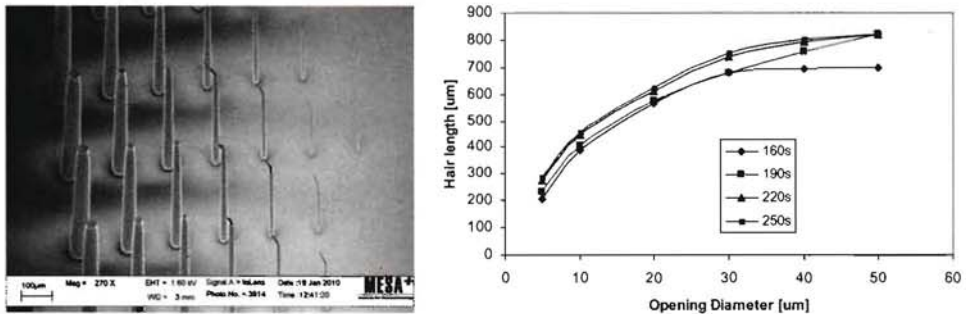 100µm
Mag = 270 X
EHT = 1.60 kV
Signal A = InLens
Date :18 Jan 2010
WD = 3 mm
Photo No. = 3914
Time :12:41:20
MESA+
Hair length [um]
900
800
700
600
500
400
300
200
100
0
160s
190s
220s
250s
0 10 20 30 40 50 60
Opening Diameter [um]